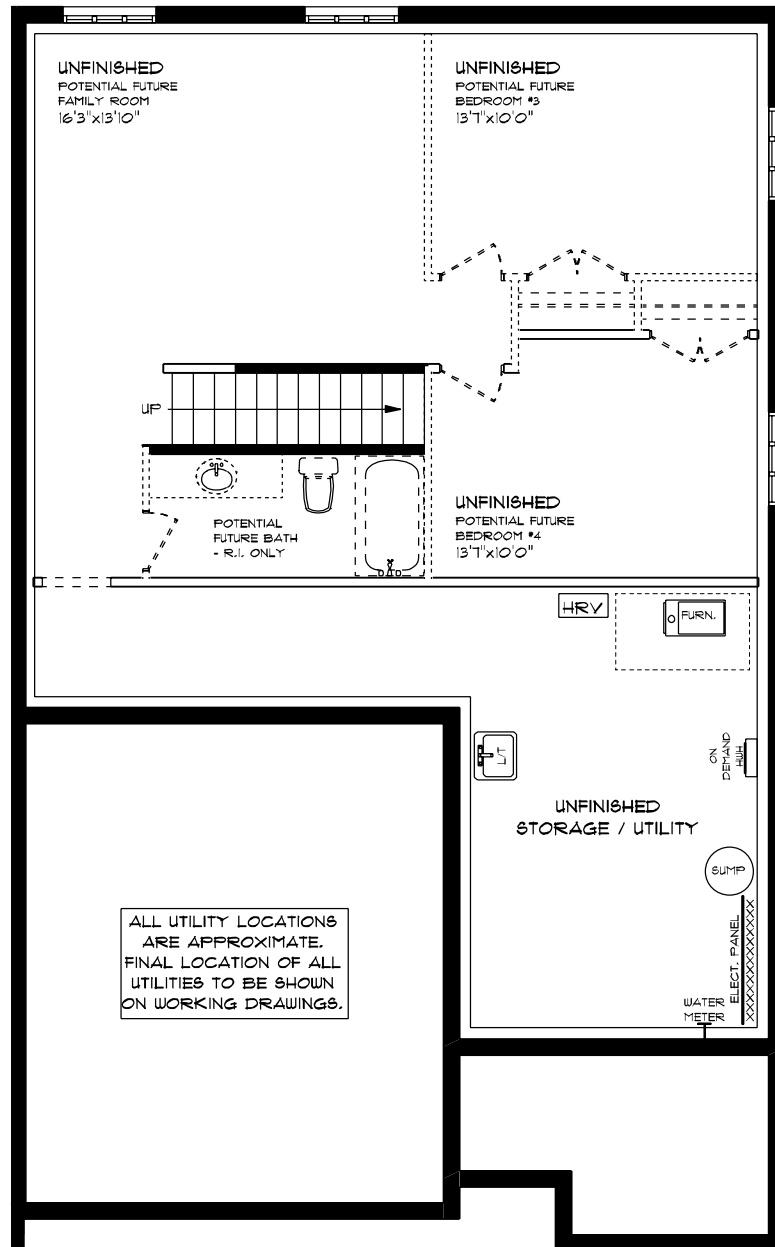 UNFINISHED
POTENTIAL FUTURE
FAMILY ROOM
16'3"x13'10"
UNFINISHED
POTENTIAL FUTURE
BEDROOM #3
13'7"x10'0"
UP
POTENTIAL
FUTURE BATH
- R.I. ONLY
UNFINISHED
POTENTIAL FUTURE
BEDROOM #4
13'7"x10'0"
HRV
FURN.
L/T
ON
DEMAND
HWH
UNFINISHED
STORAGE / UTILITY
SUMP
ELECT. PANEL
WATER
METER
ALL UTILITY LOCATIONS
ARE APPROXIMATE.
FINAL LOCATION OF ALL
UTILITIES TO BE SHOWN
ON WORKING DRAWINGS.